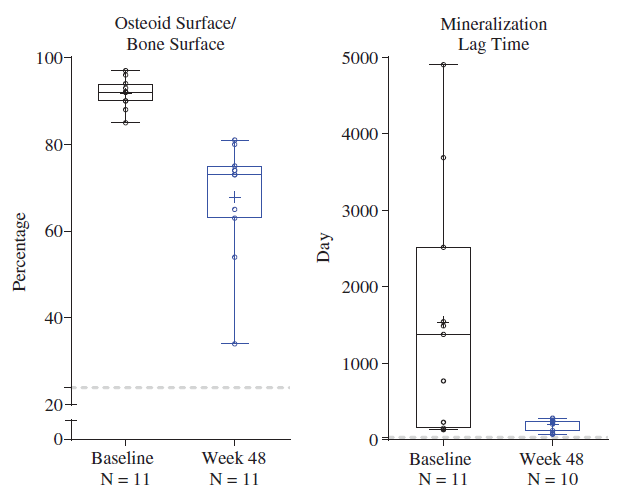 Osteoid Surface/
Bone Surface
Percentage
100
80
60
40
20
0
Baseline
N = 11
Week 48
N = 11
Mineralization
Lag Time
Day
5000
4000
3000
2000
1000
0
Baseline
N = 11
Week 48
N = 10